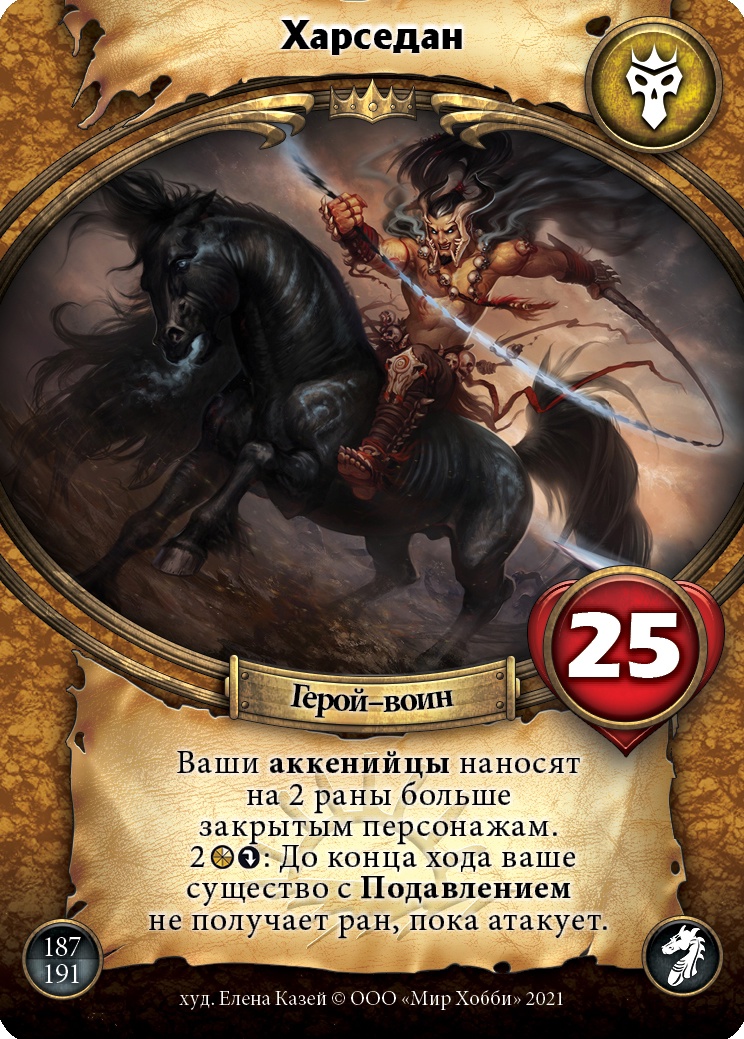 Харседан
25
Герой-воин
Ваши аккенийцы наносят
на 2 раны больше
закрытым персонажам.
2: До конца хода ваше
существо с Подавлением
не получает ран, пока атакует.
187
191
худ. Елена Казей © ООО «Мир Хобби» 2021